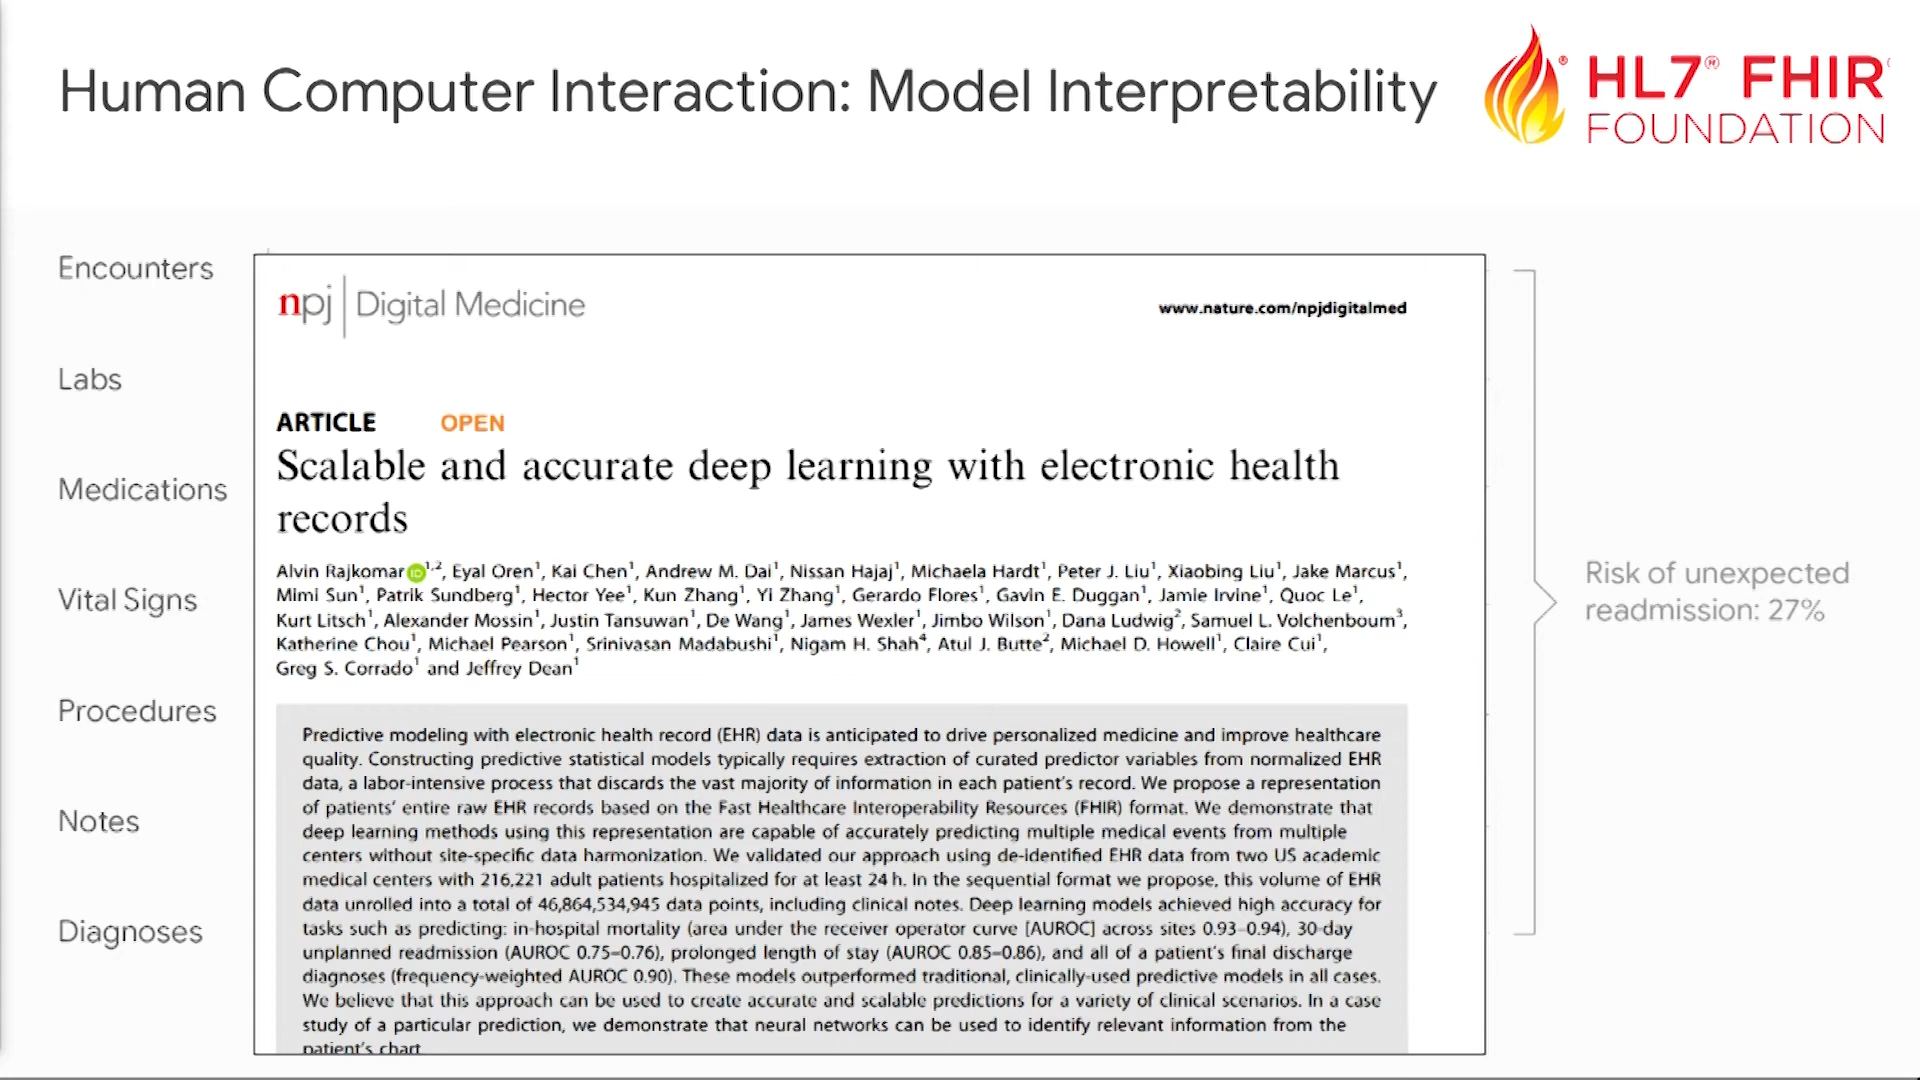 Human Computer Interaction: Model Interpretability
HL7® FHIR®
FOUNDATION
Encounters
Labs
Medications
Vital Signs
Procedures
Notes
Diagnoses
npj | Digital Medicine
www.nature.com/npjdigitalmed
ARTICLE OPEN
Scalable and accurate deep learning with electronic health
records
Alvin Rajkomar iD 1,2, Eyal Oren1, Kai Chen1, Andrew M. Dai1, Nissan Hajaj1, Michaela Hardt1, Peter J. Liu1, Xiaobing Liu1, Jake Marcus1,
Mimi Sun1, Patrik Sundberg1, Hector Yee1, Kun Zhang1, Yi Zhang1, Gerardo Flores1, Gavin E. Duggan1, Jamie Irvine1, Quoc Le1,
Kurt Litsch1, Alexander Mossin1, Justin Tansuwan1, De Wang1, James Wexler1, Jimbo Wilson1, Dana Ludwig2, Samuel L. Volchenboum3,
Katherine Chou1, Michael Pearson1, Srinivasan Madabushi1, Nigam H. Shah4, Atul J. Butte2, Michael D. Howell1, Claire Cui1,
Greg S. Corrado1 and Jeffrey Dean1
Predictive modeling with electronic health record (EHR) data is anticipated to drive personalized medicine and improve healthcare
quality. Constructing predictive statistical models typically requires extraction of curated predictor variables from normalized EHR
data, a labor-intensive process that discards the vast majority of information in each patient's record. We propose a representation
of patients' entire raw EHR records based on the Fast Healthcare Interoperability Resources (FHIR) format. We demonstrate that
deep learning methods using this representation are capable of accurately predicting multiple medical events from multiple
centers without site-specific data harmonization. We validated our approach using de-identified EHR data from two US academic
medical centers with 216,221 adult patients hospitalized for at least 24 h. In the sequential format we propose, this volume of EHR
data unrolled into a total of 46,864,534,945 data points, including clinical notes. Deep learning models achieved high accuracy for
tasks such as predicting: in-hospital mortality (area under the receiver operator curve [AUROC] across sites 0.93–0.94), 30-day
unplanned readmission (AUROC 0.75–0.76), prolonged length of stay (AUROC 0.85–0.86), and all of a patient's final discharge
diagnoses (frequency-weighted AUROC 0.90). These models outperformed traditional, clinically-used predictive models in all cases.
We believe that this approach can be used to create accurate and scalable predictions for a variety of clinical scenarios. In a case
study of a particular prediction, we demonstrate that neural networks can be used to identify relevant information from the
patient's chart.
Risk of unexpected
readmission: 27%